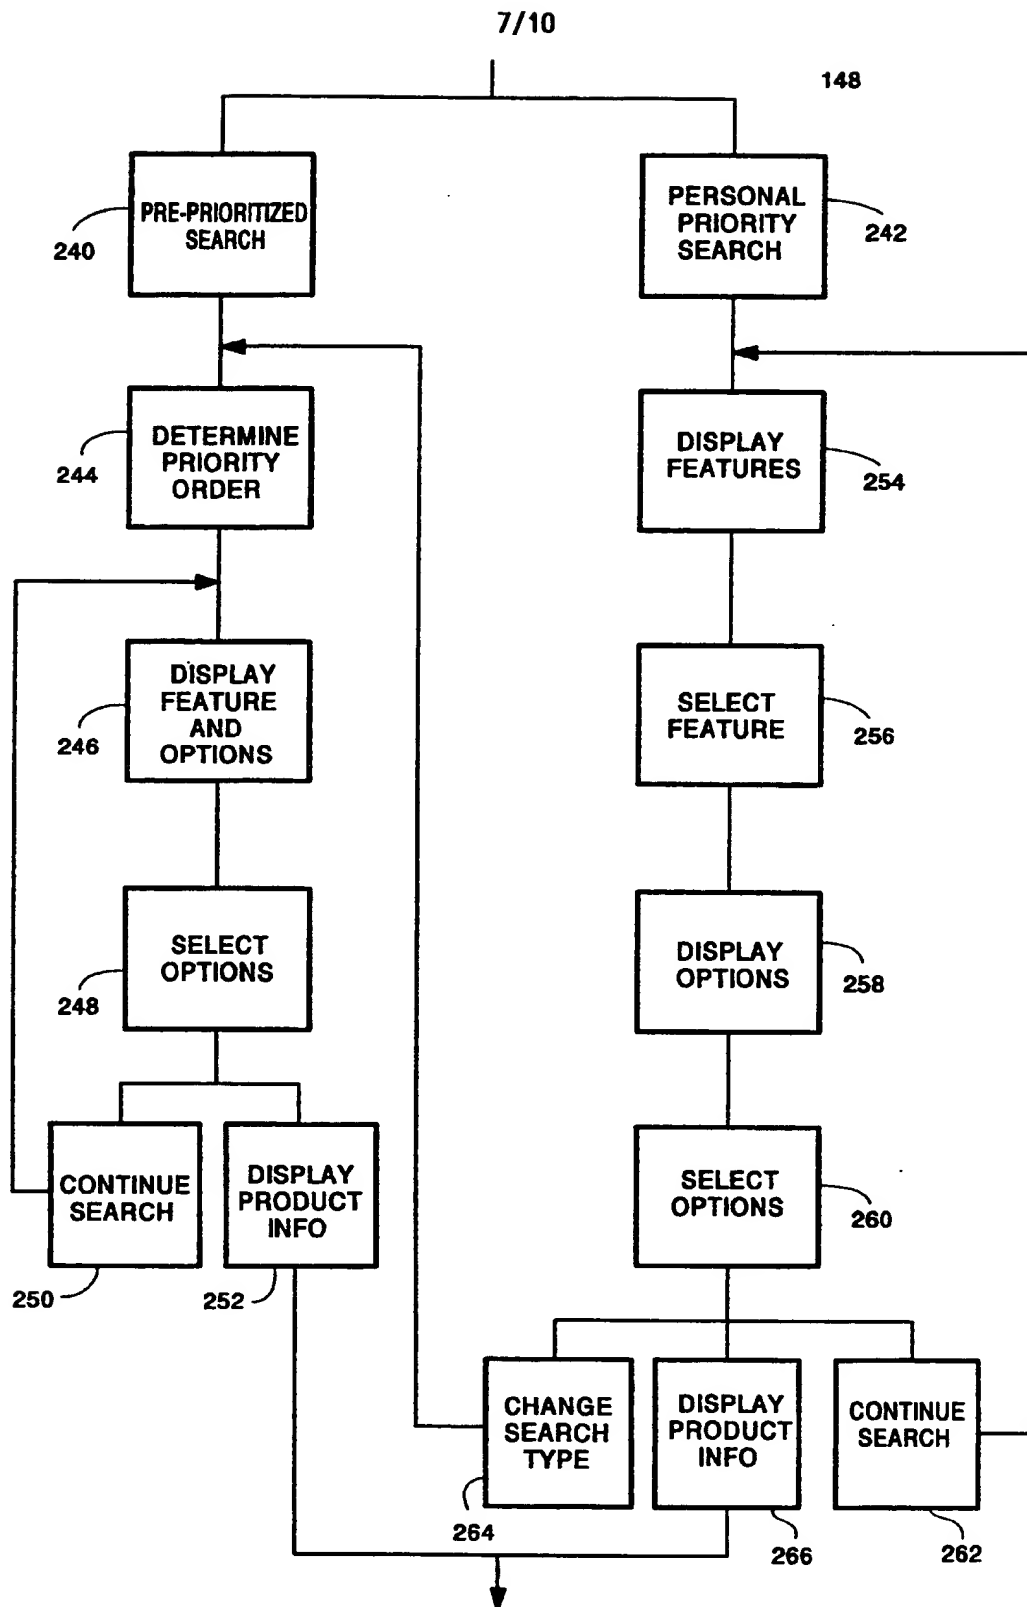 7/10
148
PRE-PRIORITIZED
SEARCH
240
PERSONAL
PRIORITY
SEARCH
242
DETERMINE
PRIORITY
ORDER
244
DISPLAY
FEATURES
254
DISPLAY
FEATURE
AND
OPTIONS
246
SELECT
FEATURE
256
SELECT
OPTIONS
248
DISPLAY
OPTIONS
258
CONTINUE
SEARCH
250
DISPLAY
PRODUCT
INFO
252
SELECT
OPTIONS
260
CHANGE
SEARCH
TYPE
264
DISPLAY
PRODUCT
INFO
266
CONTINUE
SEARCH
262